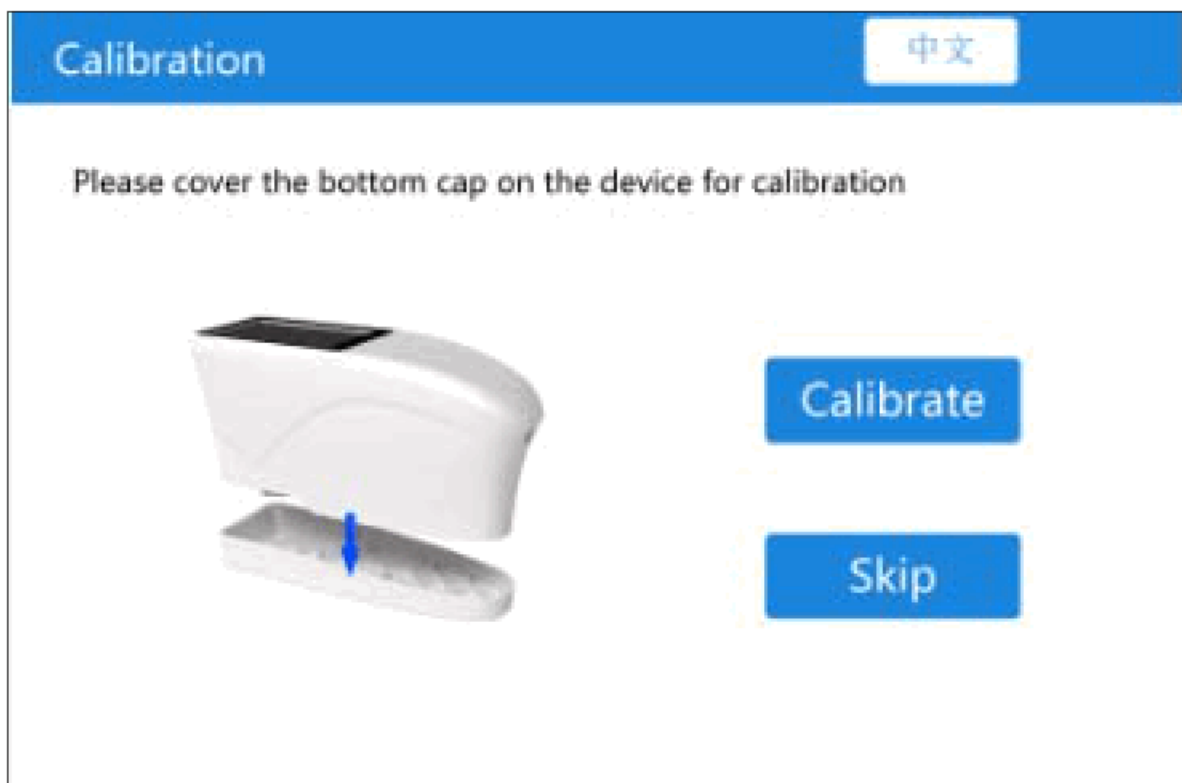 Calibration
中文
Please cover the bottom cap on the device for calibration
Calibrate
Skip